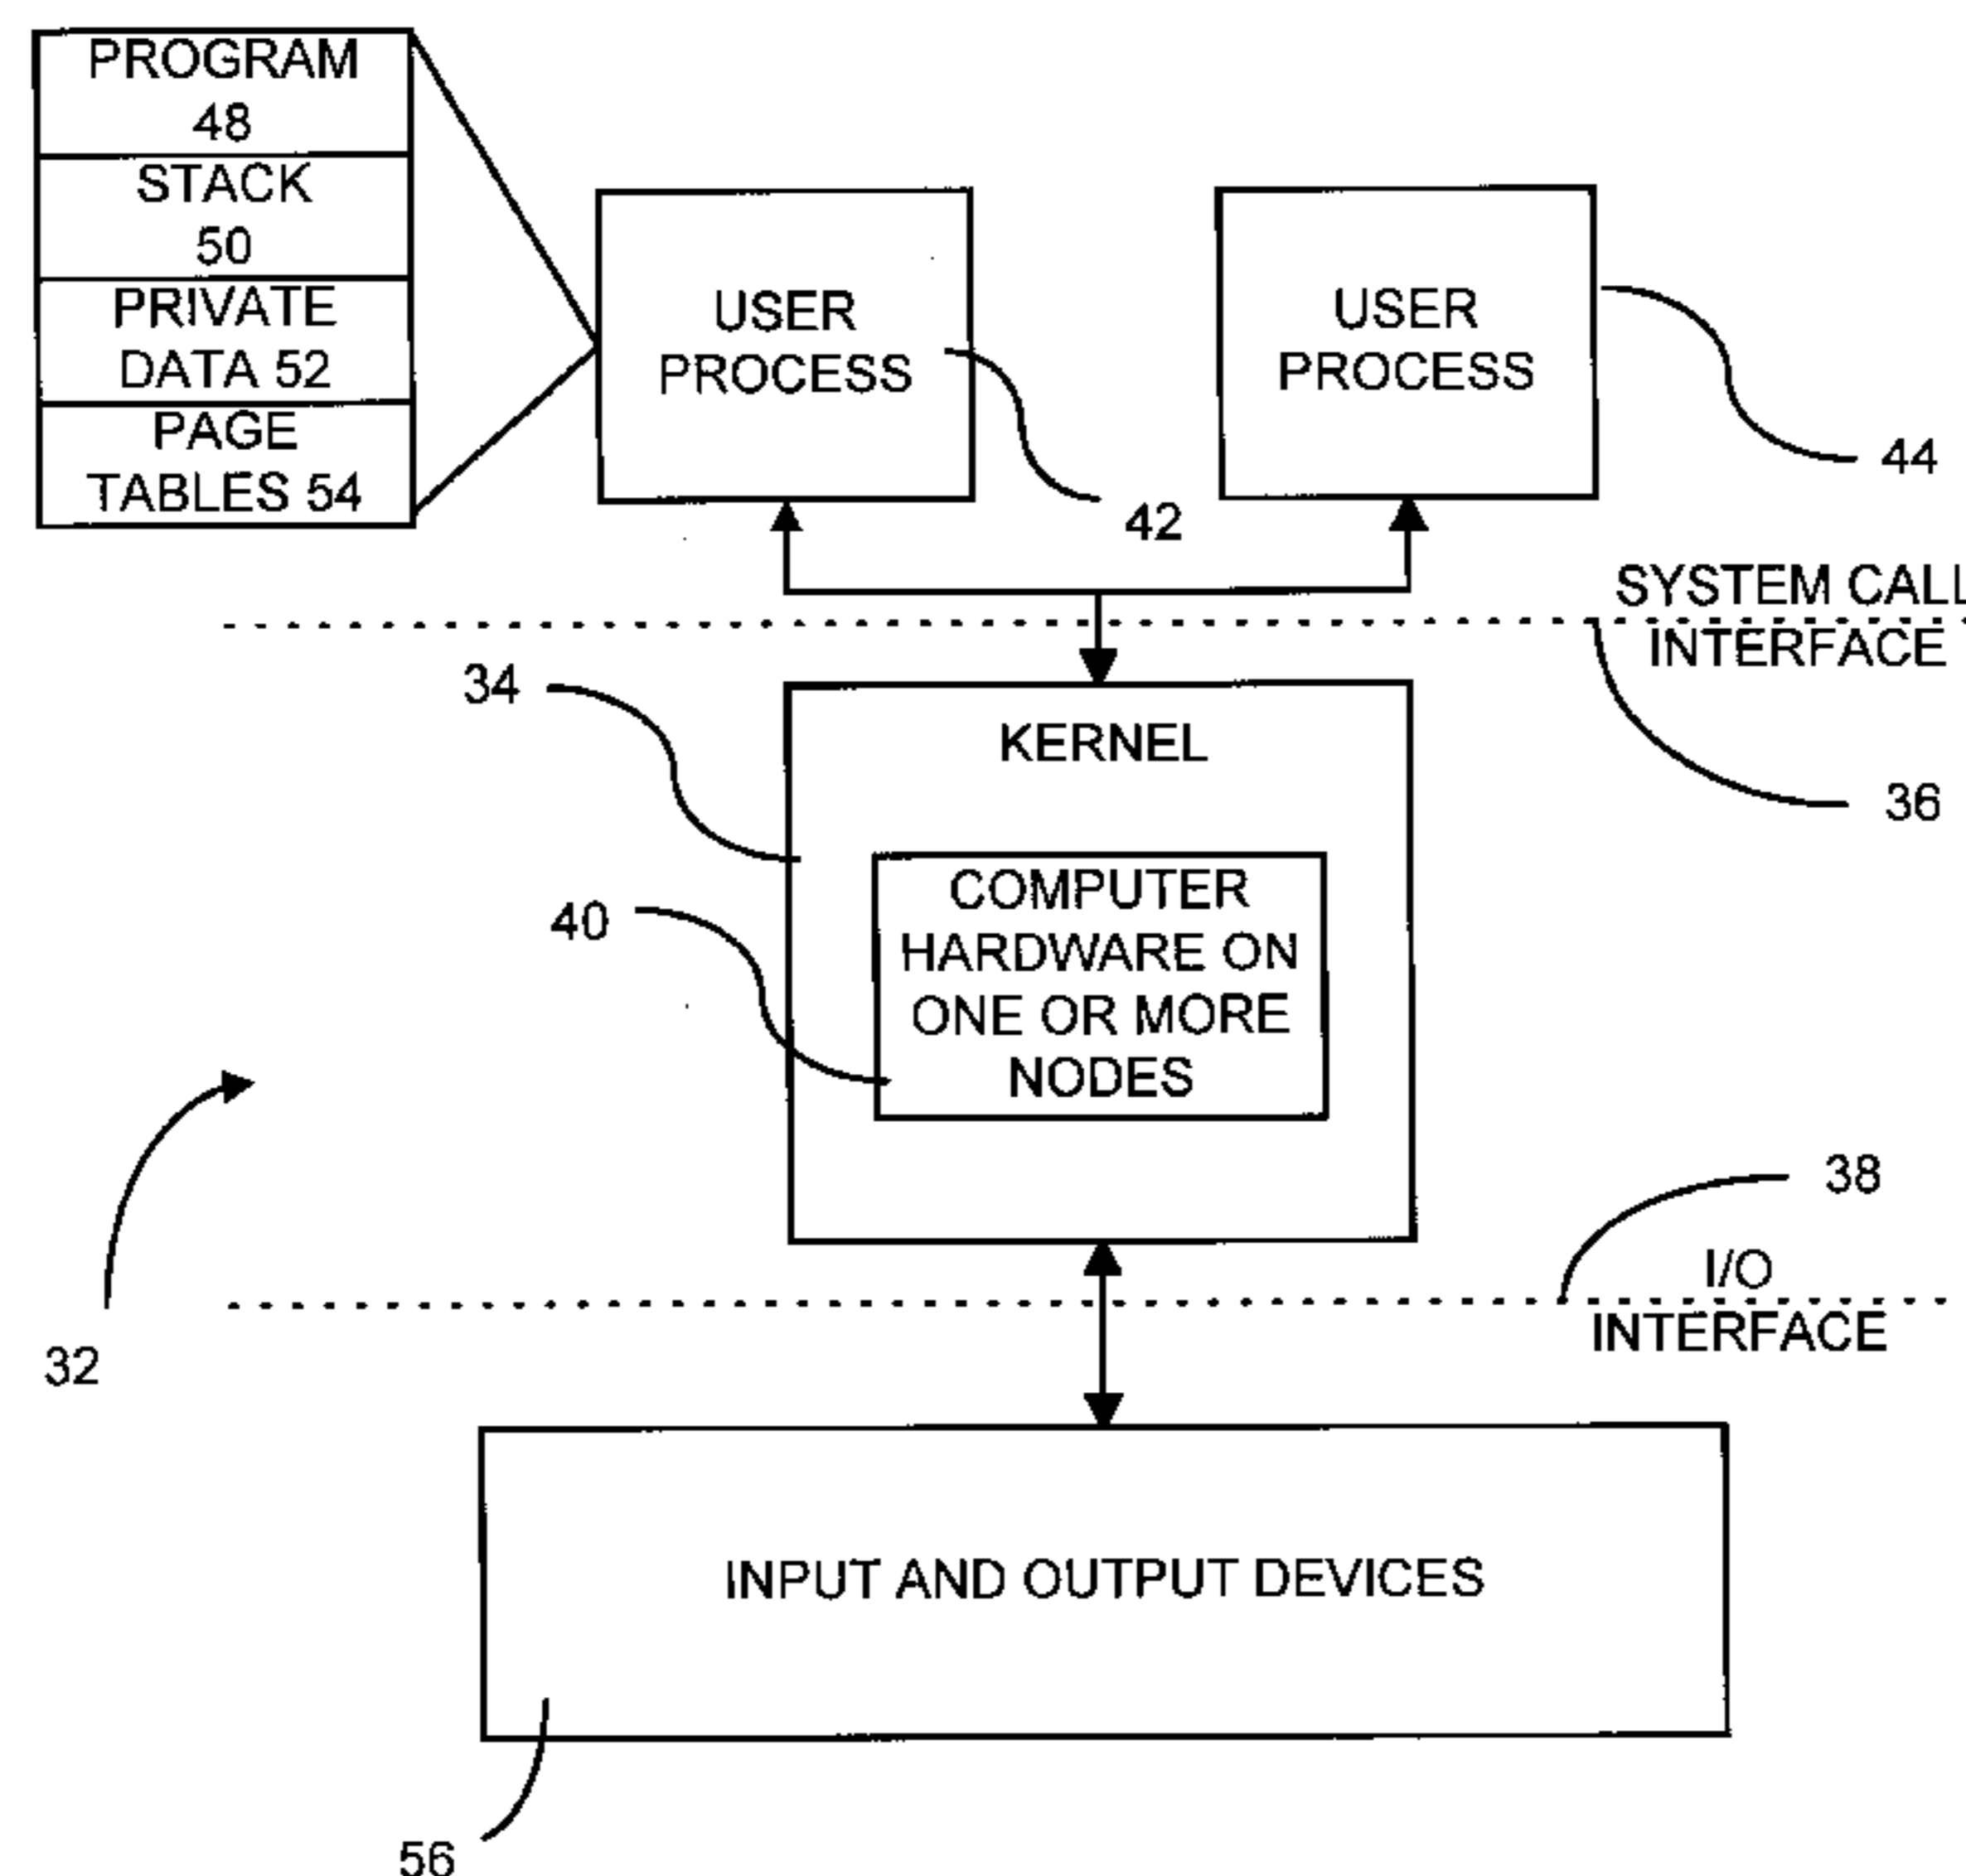 PROGRAM
48
STACK
50
PRIVATE
DATA 52
PAGE
TABLES 54
USER
PROCESS
42
USER
PROCESS
44
SYSTEM CALL
INTERFACE
36
34
KERNEL
40
COMPUTER
HARDWARE ON
ONE OR MORE
NODES
38
I/O
INTERFACE
32
INPUT AND OUTPUT DEVICES
56